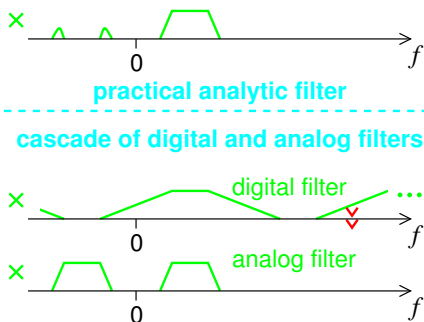 ×
0
f
practical analytic filter
cascade of digital and analog filters
digital filter
×
...
0
f
analog filter
×
0
f